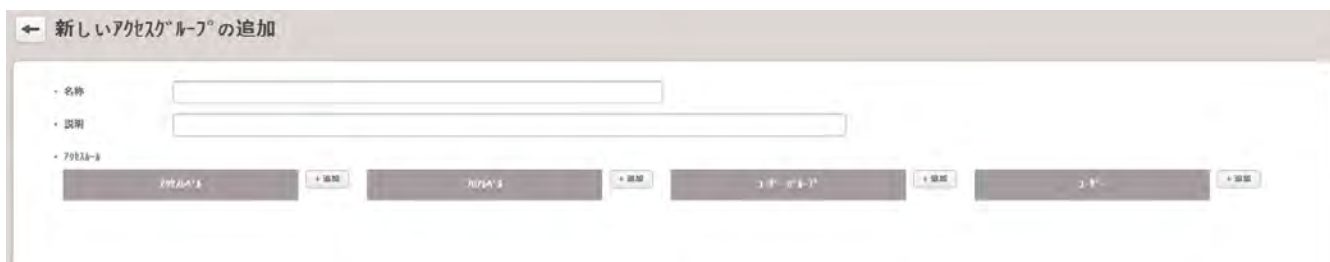 ← 新しいｱｸｾｽｸﾞﾙｰﾌﾟの追加
・ 名称
・ 説明
・ ｱｸｾｽﾙｰﾙ
ｱｸｾｽﾚﾍﾞﾙ + 追加 ﾌﾛｱﾚﾍﾞﾙ + 追加 ﾕｰｻﾞｰ ｸﾞﾙｰﾌﾟ + 追加 ﾕｰｻﾞｰ + 追加